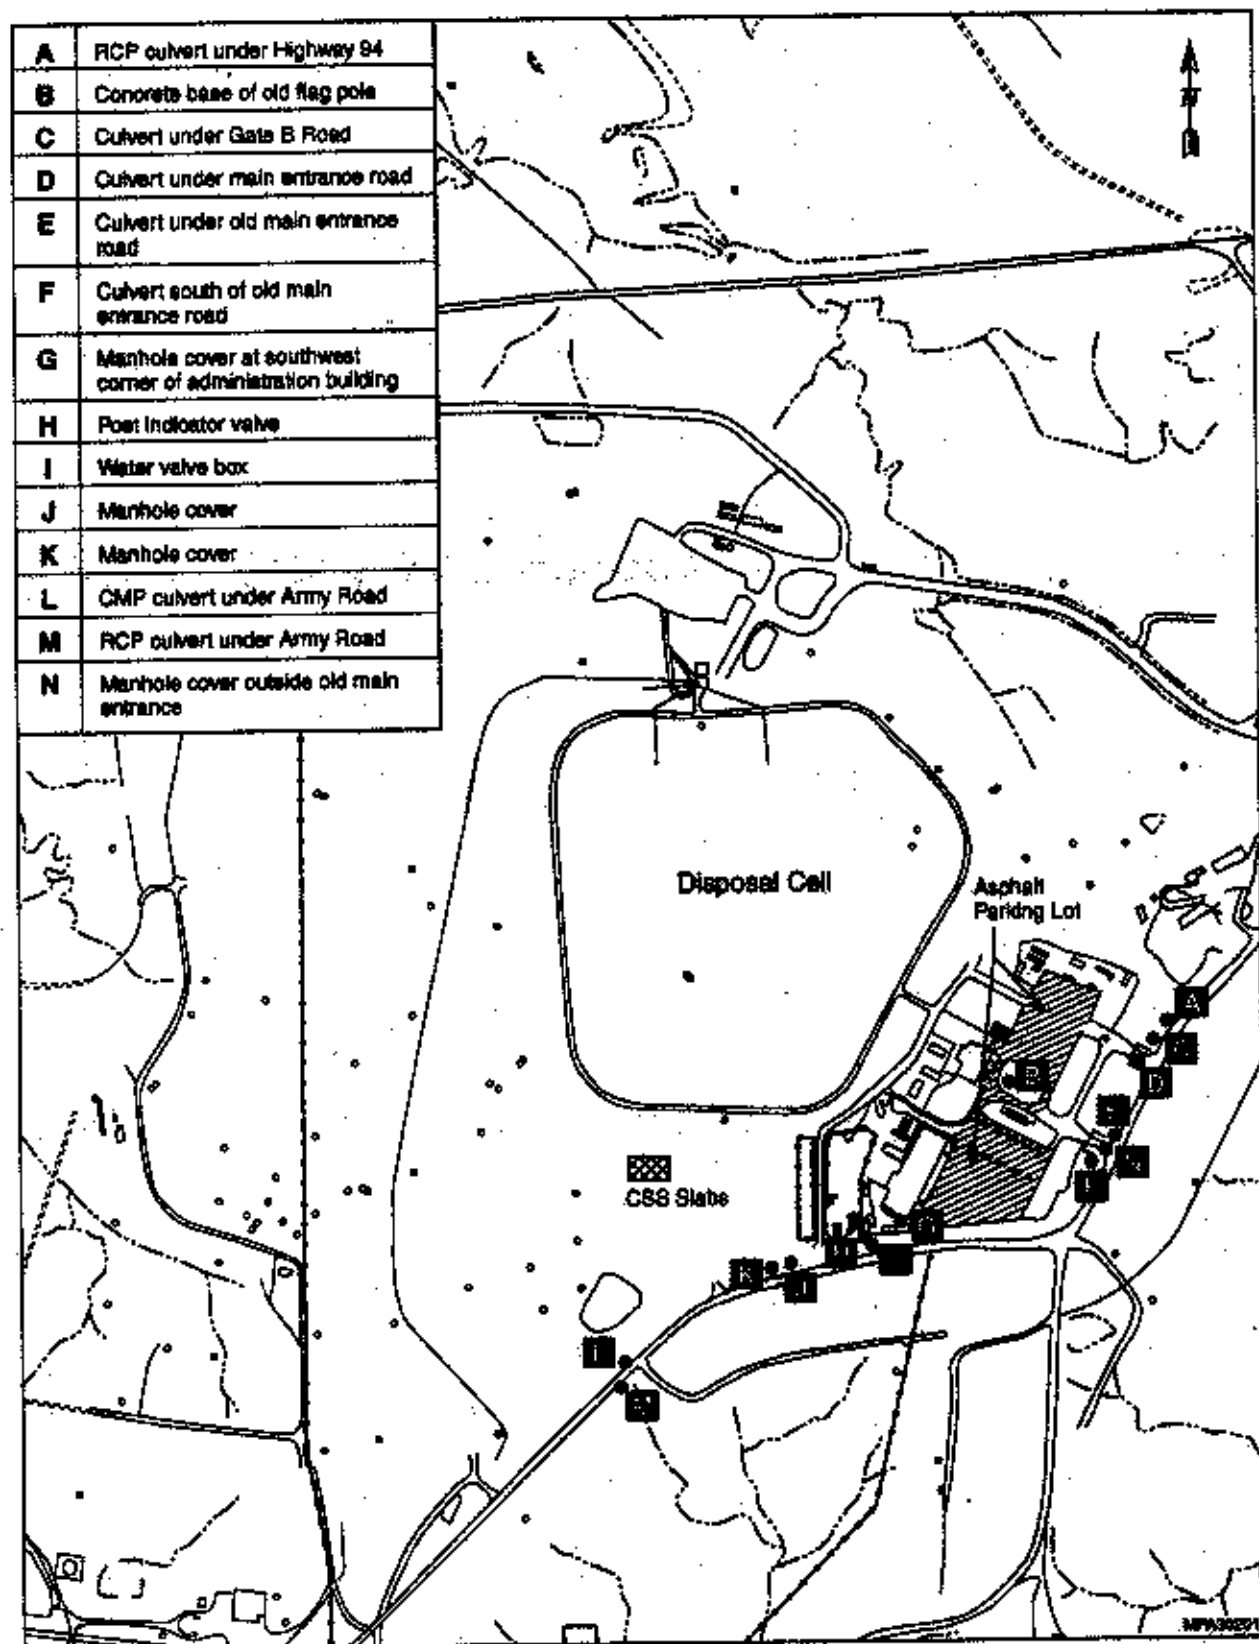 A RCP culvert under Highway 94
B Concrete base of old flag pole
C Culvert under Gate B Road
D Culvert under main entrance road
E Culvert under old main entrance
road
F Culvert south of old main
entrance road
G Manhole cover at southwest
corner of administration building
H Post indicator valve
I Water valve box
J Manhole cover
K Manhole cover
L CMP culvert under Army Road
M RCP culvert under Army Road
N Manhole cover outside old main
entrance
N
Disposal Cell
Asphalt
Parking Lot
A
B
D
CSS Slabs
K
J